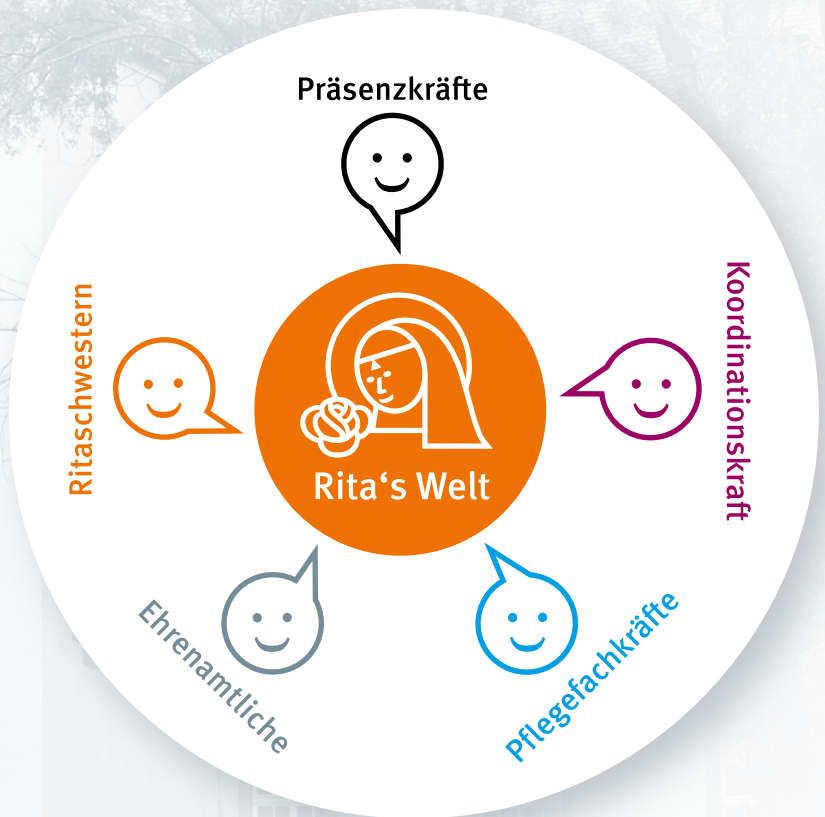 Präsenzkräfte
Koordinationskraft
Pflegefachkräfte
Ehrenamtliche
Ritaschwestern
Rita‘s Welt